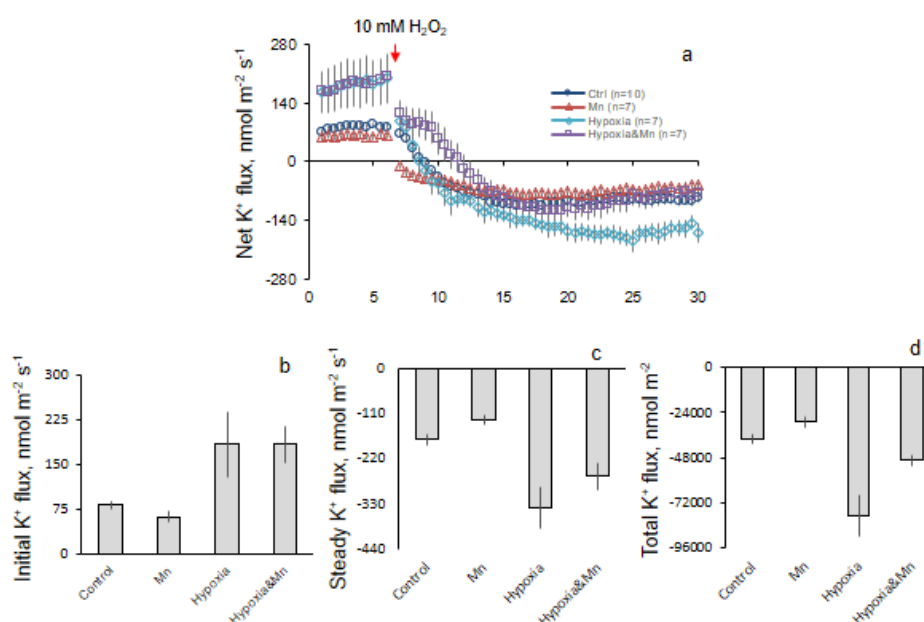 10 mM H₂O₂
a
Net K⁺ flux, nmol m⁻² s⁻¹
280
140
0
-140
-280
Ctrl (n=10)
Mn (n=7)
Hypoxia (n=7)
Hypoxia&Mn (n=7)
0 5 10 15 20 25 30
b
Initial K⁺ flux, nmol m⁻² s⁻¹
300
225
150
75
0
Control Mn Hypoxia Hypoxia&Mn
c
Steady K⁺ flux, nmol m⁻² s⁻¹
0
-110
-220
-330
-440
Control Mn Hypoxia Hypoxia&Mn
d
Total K⁺ flux, nmol m⁻²
0
-24000
-48000
-72000
-96000
Control Mn Hypoxia Hypoxia&Mn